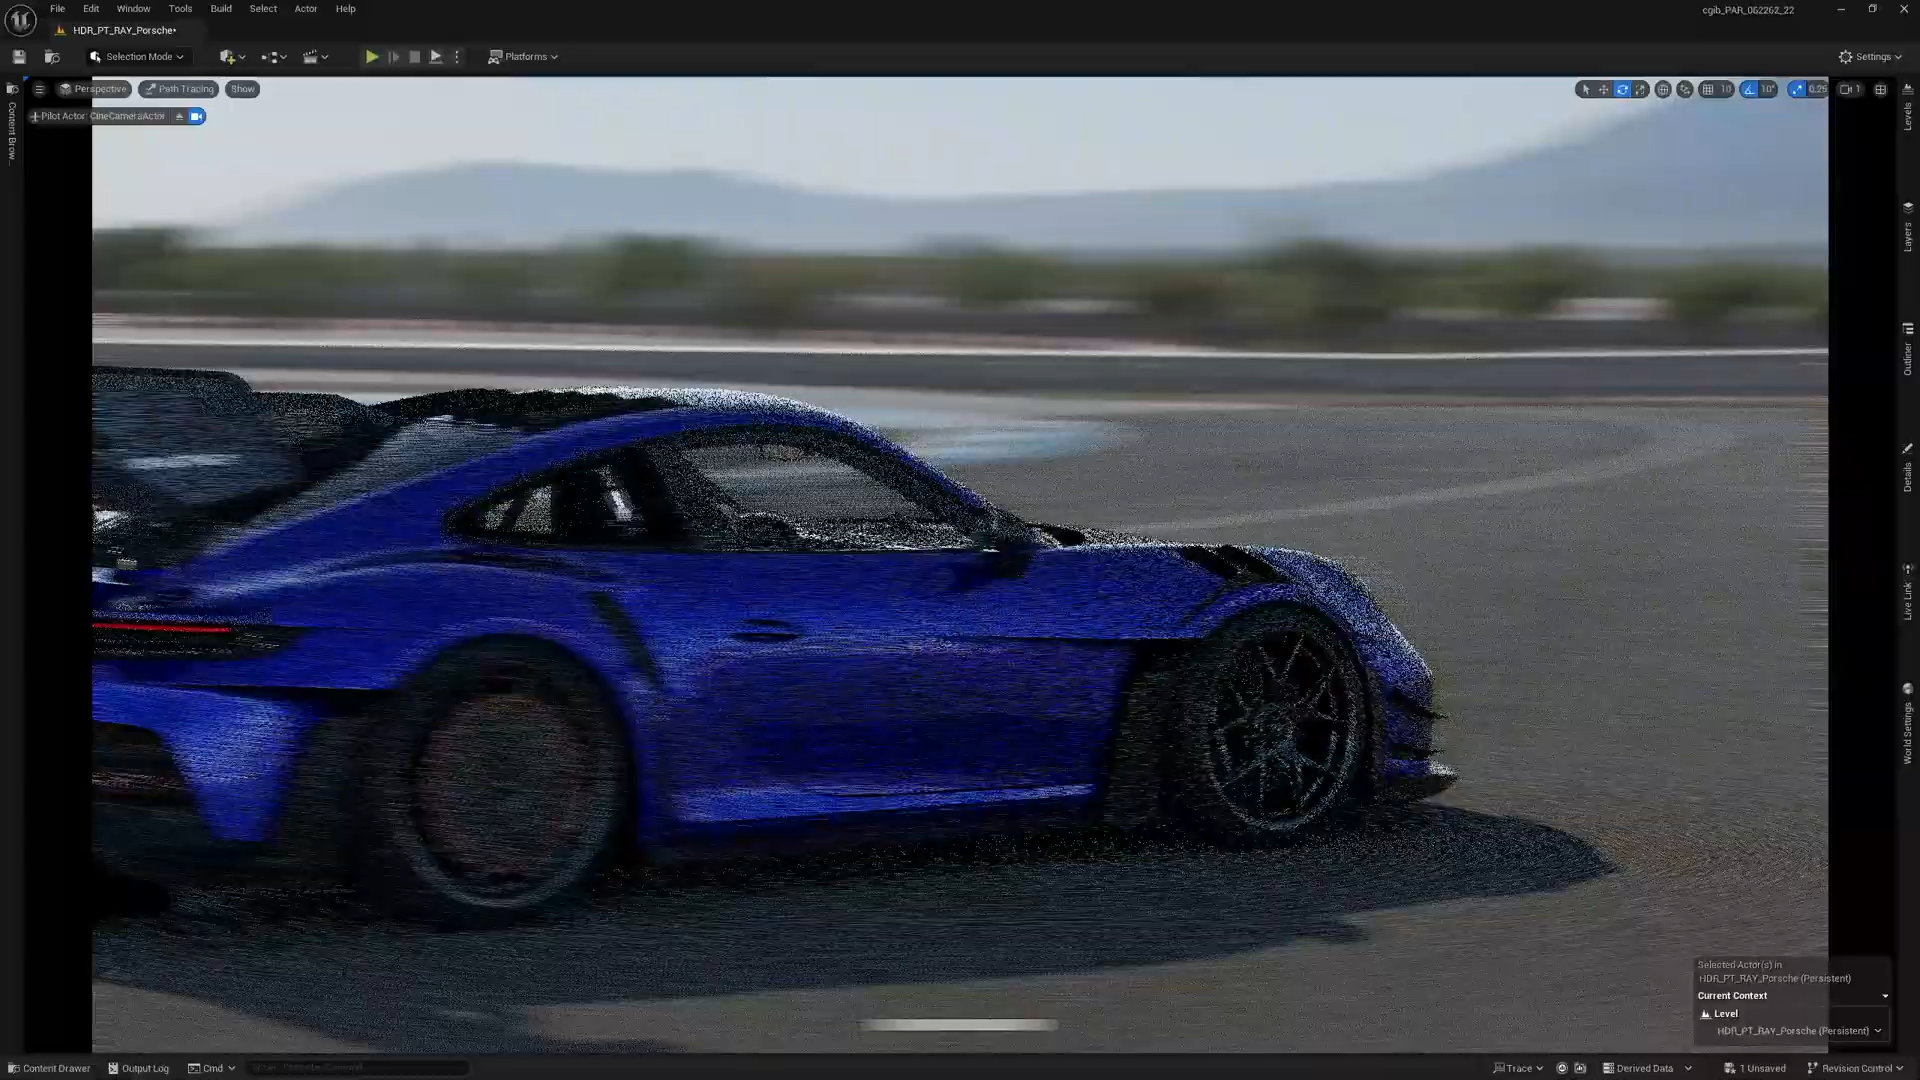 File Edit Window Tools Build Select Actor Help
cgib_PAR_062262_22
HDR_PT_RAY_Porsche•
Selection Mode
Platforms
Settings
Perspective
Path Tracing
Show
10
10°
0.25
1
Pilot Actor: CineCameraActor
Content Brow...
Levels
Layers
Outliner
Details
Live Link
World Settings
Selected Actor(s) in
HDR_PT_RAY_Porsche (Persistent)
Current Context
Level
HDR_PT_RAY_Porsche (Persistent)
Content Drawer
Output Log
Cmd
Trace
Derived Data
1 Unsaved
Revision Control